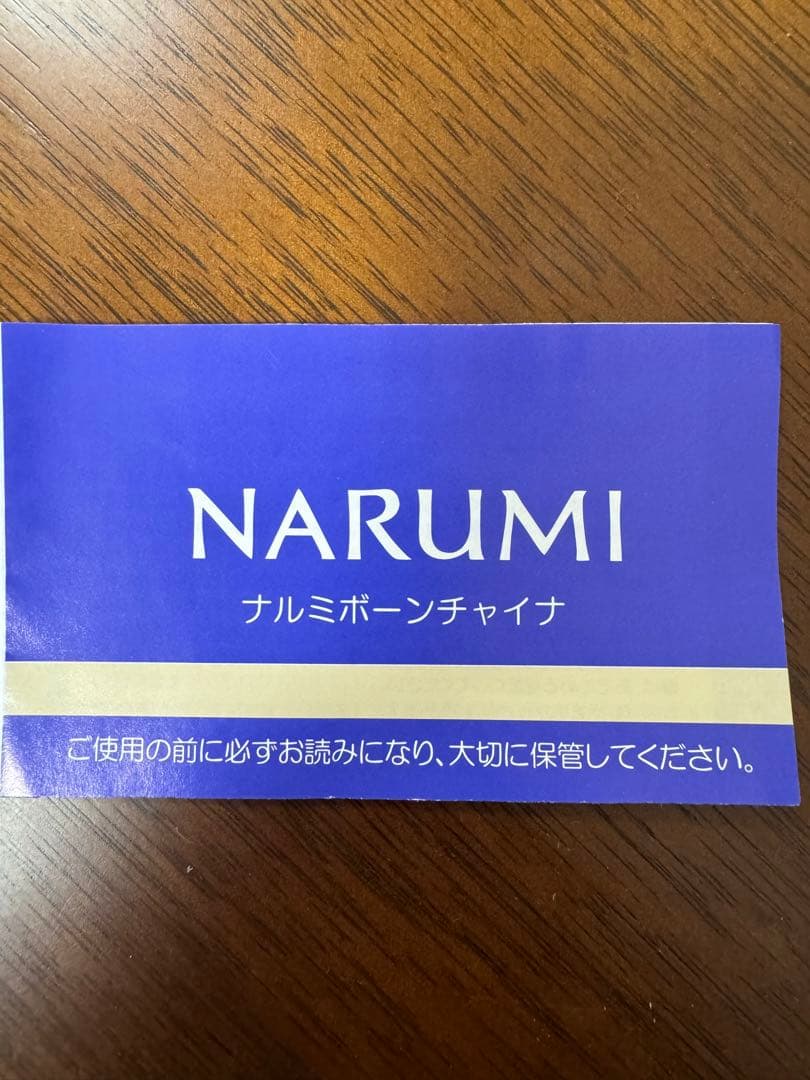 NARUMI
ナルミボーンチャイナ
ご使用の前に必ずお読みになり、大切に保管してください。